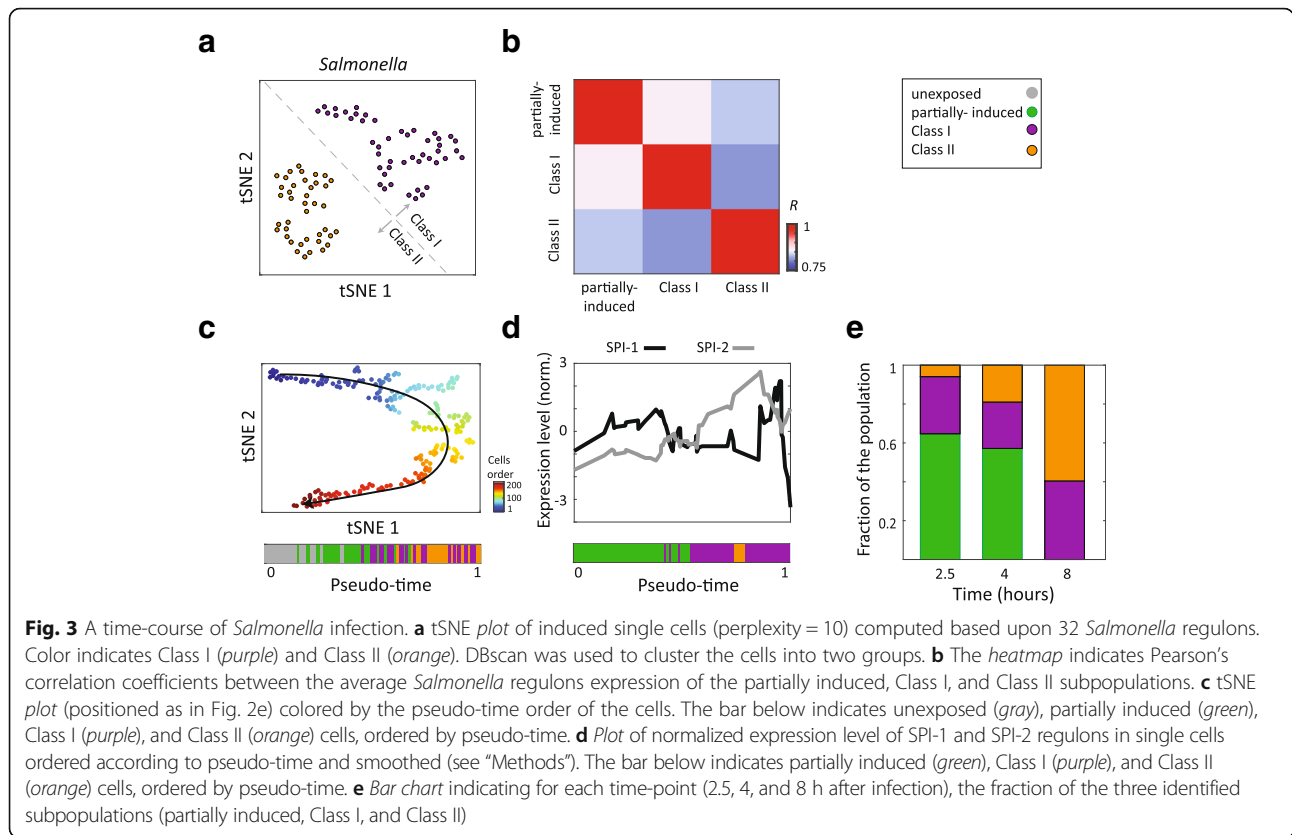 a
Salmonella
tSNE 2
Class I
Class II
tSNE 1
b
partially-
induced
Class I
Class II
partially-
induced
Class I
Class II
R
1
0.75
unexposed
partially- induced
Class I
Class II
c
tSNE 2
tSNE 1
Cells
order
200
100
1
0
1
Pseudo-time
d
SPI-1
SPI-2
Expression level (norm.)
3
0
-3
0
1
Pseudo-time
e
Fraction of the population
1
0.6
0.2
2.5
4
8
Time (hours)
Fig. 3 A time-course of Salmonella infection. a tSNE plot of induced single cells (perplexity = 10) computed based upon 32 Salmonella regulons.
Color indicates Class I (purple) and Class II (orange). DBscan was used to cluster the cells into two groups. b The heatmap indicates Pearson's
correlation coefficients between the average Salmonella regulons expression of the partially induced, Class I, and Class II subpopulations. c tSNE
plot (positioned as in Fig. 2e) colored by the pseudo-time order of the cells. The bar below indicates unexposed (gray), partially induced (green),
Class I (purple), and Class II (orange) cells, ordered by pseudo-time. d Plot of normalized expression level of SPI-1 and SPI-2 regulons in single cells
ordered according to pseudo-time and smoothed (see "Methods"). The bar below indicates partially induced (green), Class I (purple), and Class II
(orange) cells, ordered by pseudo-time. e Bar chart indicating for each time-point (2.5, 4, and 8 h after infection), the fraction of the three identified
subpopulations (partially induced, Class I, and Class II)